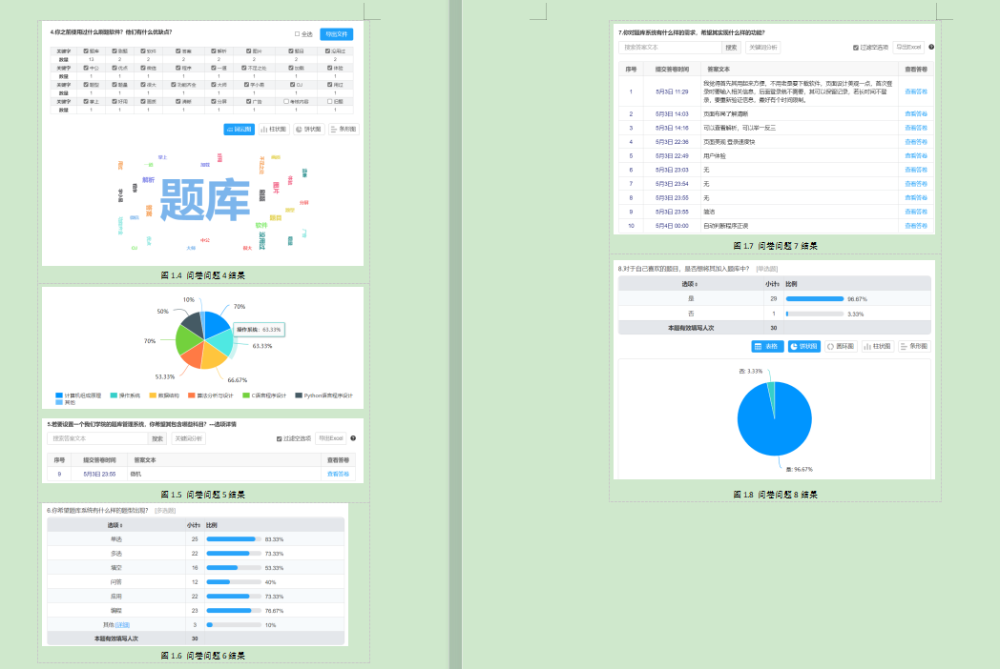 4.你之前使用过什么刷题软件？他们有什么优缺点？
全选
导出文件
关键字 题库 刷题 软件 答案 解析 图片 题目 运用过
数量 13 2 2 2 2 2 2 1
关键字 中公 优点 微信 程序 一道 不足之处 加载 体验
数量 1 1 1 1 1 1 1 1
关键字 题型 题量 很大 功能齐全 大师 学小易 OJ 用过
数量 1 1 1 1 1 1 1 1
关键字 掌上 好用 题质 清晰 分屏 广告 考核内容 旧题
数量 1 1 1 1 1 1 1 1
词云图 柱状图 饼状图 条形图
题库
解析
软件
题目
中公
很大
大师
OJ
分屏
掌上
加载
图 1.4 问卷问题 4 结果
10%
50%
70%
70%
操作系统：63.33%
63.33%
53.33%
66.67%
计算机组成原理 操作系统 数据结构 算法分析与设计 C语言程序设计 Python语言程序设计
其他
5.若要设置一个我们学院的题库管理系统，你希望其包含哪些科目？---选项详情
搜索答案文本 搜索 关键词分析 过滤空选项 导出Excel
序号 提交答卷时间 答案文本 查看答卷
9 5月3日 23:55 微机 查看答卷
图 1.5 问卷问题 5 结果
6.你希望题库系统有什么样的题型出现？ [多选题]
选项 小计 比例
单选 25 83.33%
多选 22 73.33%
填空 16 53.33%
问答 12 40%
应用 22 73.33%
编程 23 76.67%
其他 [详细] 3 10%
本题有效填写人次 30
图 1.6 问卷问题 6 结果
7.你对题库系统有什么样的需求，希望其实现什么样的功能？
搜索答案文本 搜索 关键词分析 过滤空选项 导出Excel
序号 提交答卷时间 答案文本 查看答卷
1 5月3日 11:29 我觉得首先其用起来方便，不用老是要下载软件，页面设计美观一点，首次登录时要输入相关信息，后面登录就不需要，其可以保留记录，若长时间不登录，要重新验证信息，最好有个时间限制。 查看答卷
2 5月3日 14:03 页面布局了解清晰 查看答卷
3 5月3日 14:16 可以查看解析，可以举一反三 查看答卷
4 5月3日 22:36 页面美观 登录速度快 查看答卷
5 5月3日 22:49 用户体验 查看答卷
6 5月3日 23:03 无 查看答卷
7 5月3日 23:54 无 查看答卷
8 5月3日 23:55 无 查看答卷
9 5月3日 23:55 简洁 查看答卷
10 5月4日 00:00 自动判断程序正误 查看答卷
图 1.7 问卷问题 7 结果
8.对于自己喜欢的题目，是否想将其加入题库中？ [单选题]
选项 小计 比例
是 29 96.67%
否 1 3.33%
本题有效填写人次 30
表格 饼状图 圆环图 柱状图 条形图
否: 3.33%
是: 96.67%
图 1.8 问卷问题 8 结果